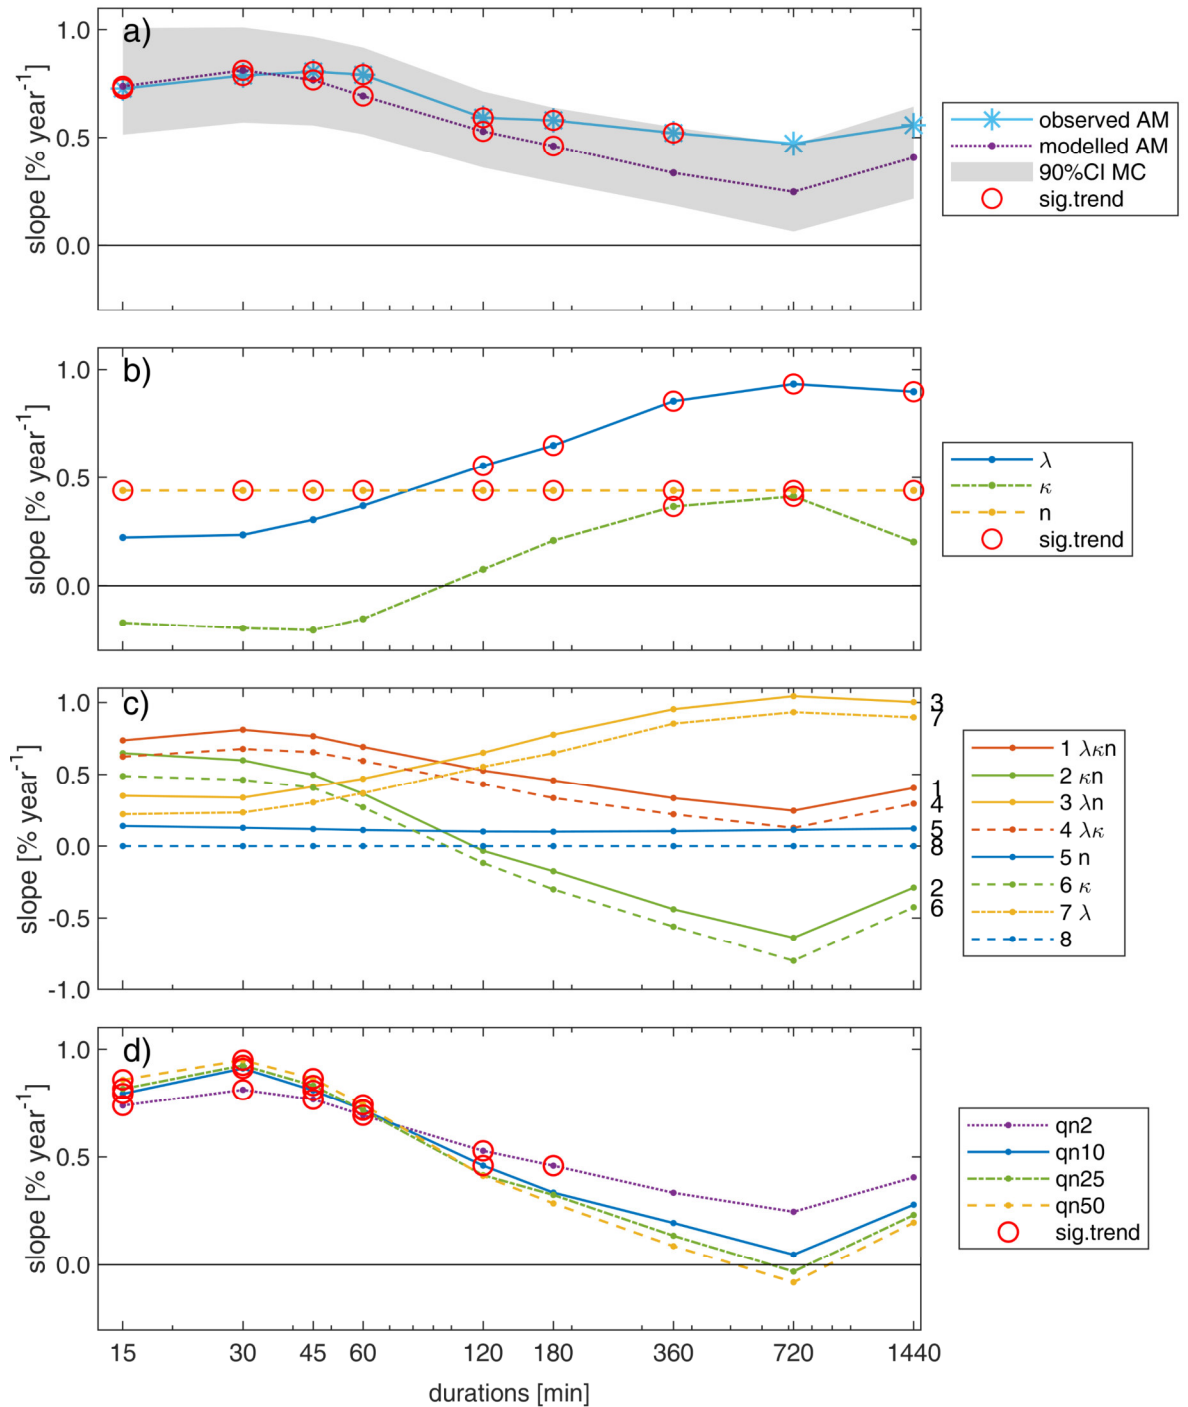 a)
1.0
0.5
0.0
slope [% year-1]
observed AM
modelled AM
90%CI MC
sig.trend
b)
1.0
0.5
0.0
slope [% year-1]
λ
κ
n
sig.trend
c)
1.0
0.5
0.0
-0.5
-1.0
slope [% year-1]
3
7
1
4
5
8
2
6
1 λκn
2 κn
3 λn
4 λκ
5 n
6 κ
7 λ
8
d)
1.0
0.5
0.0
slope [% year-1]
qn2
qn10
qn25
qn50
sig.trend
15 30 45 60 120 180 360 720 1440
durations [min]